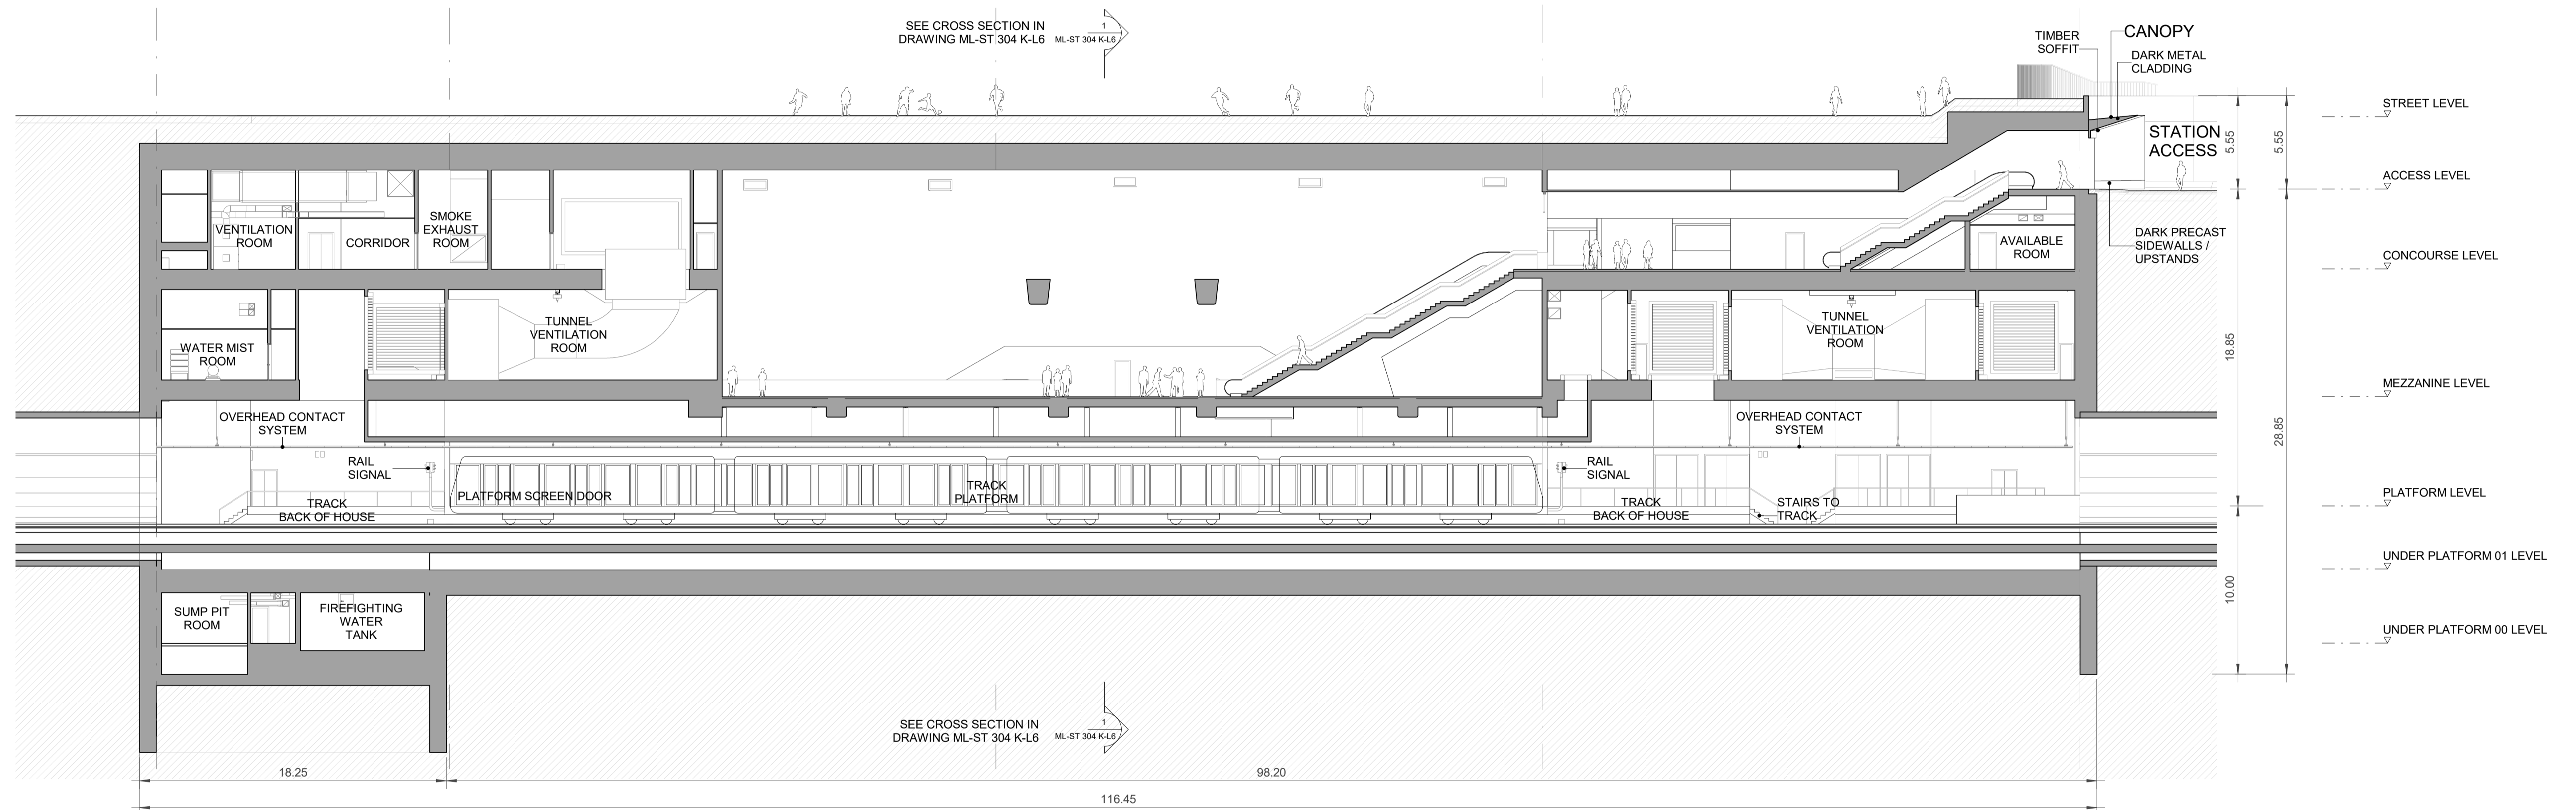 SEE CROSS SECTION IN
DRAWING ML-ST 304 K-L6
1
ML-ST 304 K-L6
TIMBER
SOFFIT
CANOPY
DARK METAL
CLADDING
STATION
ACCESS
5.55
5.55
STREET LEVEL
ACCESS LEVEL
VENTILATION
ROOM
CORRIDOR
SMOKE
EXHAUST
ROOM
AVAILABLE
ROOM
DARK PRECAST
SIDEWALLS /
UPSTANDS
CONCOURSE LEVEL
WATER MIST
ROOM
TUNNEL
VENTILATION
ROOM
TUNNEL
VENTILATION
ROOM
18.85
28.85
MEZZANINE LEVEL
OVERHEAD CONTACT
SYSTEM
OVERHEAD CONTACT
SYSTEM
RAIL
SIGNAL
RAIL
SIGNAL
PLATFORM SCREEN DOOR
TRACK
PLATFORM
TRACK
BACK OF HOUSE
TRACK
BACK OF HOUSE
STAIRS TO
TRACK
PLATFORM LEVEL
UNDER PLATFORM 01 LEVEL
10.00
SUMP PIT
ROOM
FIREFIGHTING
WATER
TANK
UNDER PLATFORM 00 LEVEL
SEE CROSS SECTION IN
DRAWING ML-ST 304 K-L6
1
ML-ST 304 K-L6
18.25
98.20
116.45